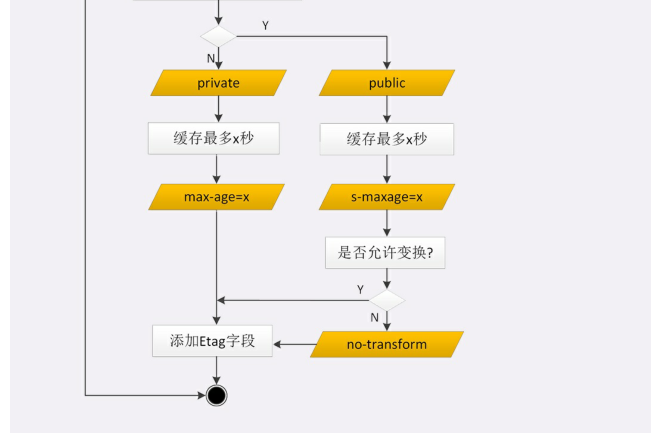 Y
N
private
public
缓存最多x秒
缓存最多x秒
max-age=x
s-maxage=x
是否允许变换?
Y
N
添加Etag字段
no-transform